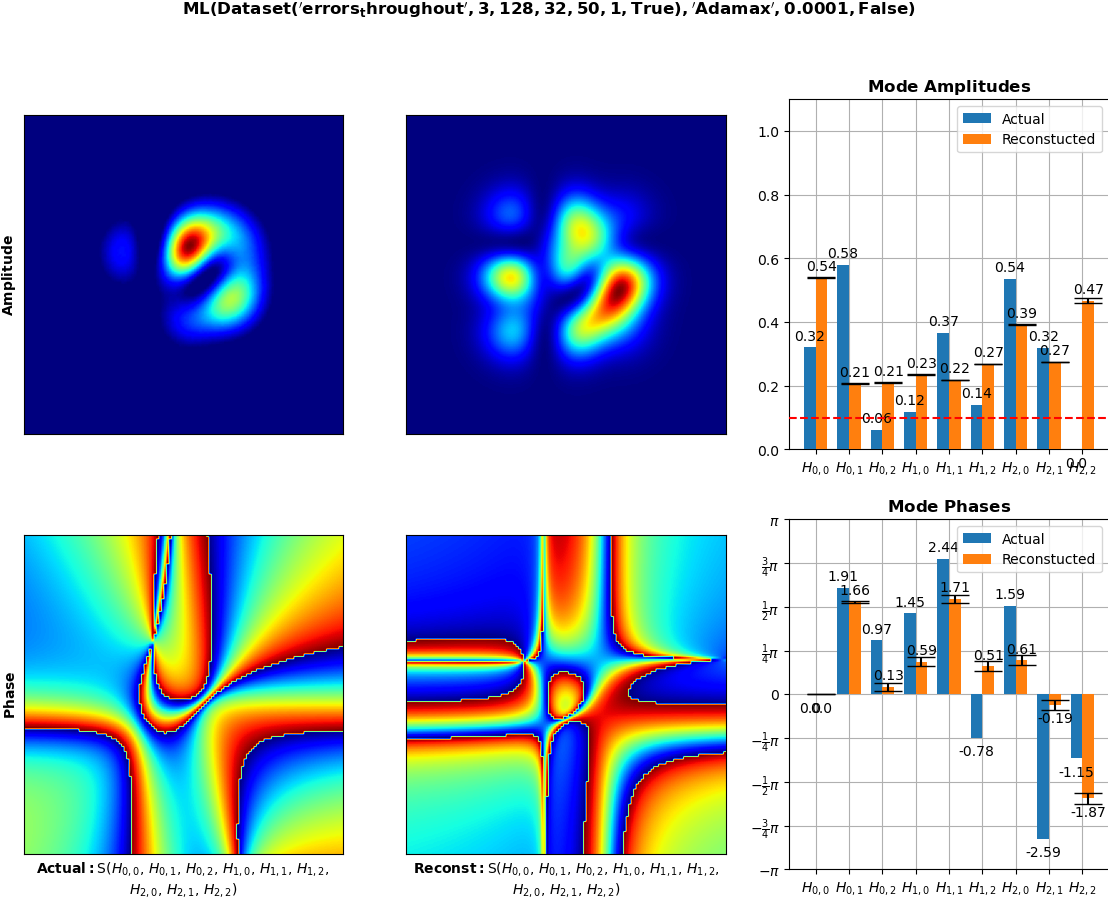 ML(Dataset('errors_throughout', 3, 128, 32, 50, 1, True), 'Adamax', 0.0001, False)
Amplitude
Mode Amplitudes
Actual
Reconstucted
1.0
0.8
0.6
0.4
0.2
0.0
0.32 0.54 0.58 0.21 0.06 0.21 0.12 0.23 0.37 0.22 0.14 0.27 0.54 0.39 0.32 0.27 0.0 0.47
H0,0 H0,1 H0,2 H1,0 H1,1 H1,2 H2,0 H2,1 H2,2
Phase
Actual: S(H0,0, H0,1, H0,2, H1,0, H1,1, H1,2,
H2,0, H2,1, H2,2)
Reconst: S(H0,0, H0,1, H0,2, H1,0, H1,1, H1,2,
H2,0, H2,1, H2,2)
Mode Phases
Actual
Reconstucted
π
3/4π
1/2π
1/4π
0
−1/4π
−1/2π
−3/4π
−π
0.0 0.0 1.91 1.66 0.97 0.13 1.45 0.59 2.44 1.71 -0.78 0.51 1.59 0.61 -2.59 -0.19 -1.15 -1.87
H0,0 H0,1 H0,2 H1,0 H1,1 H1,2 H2,0 H2,1 H2,2